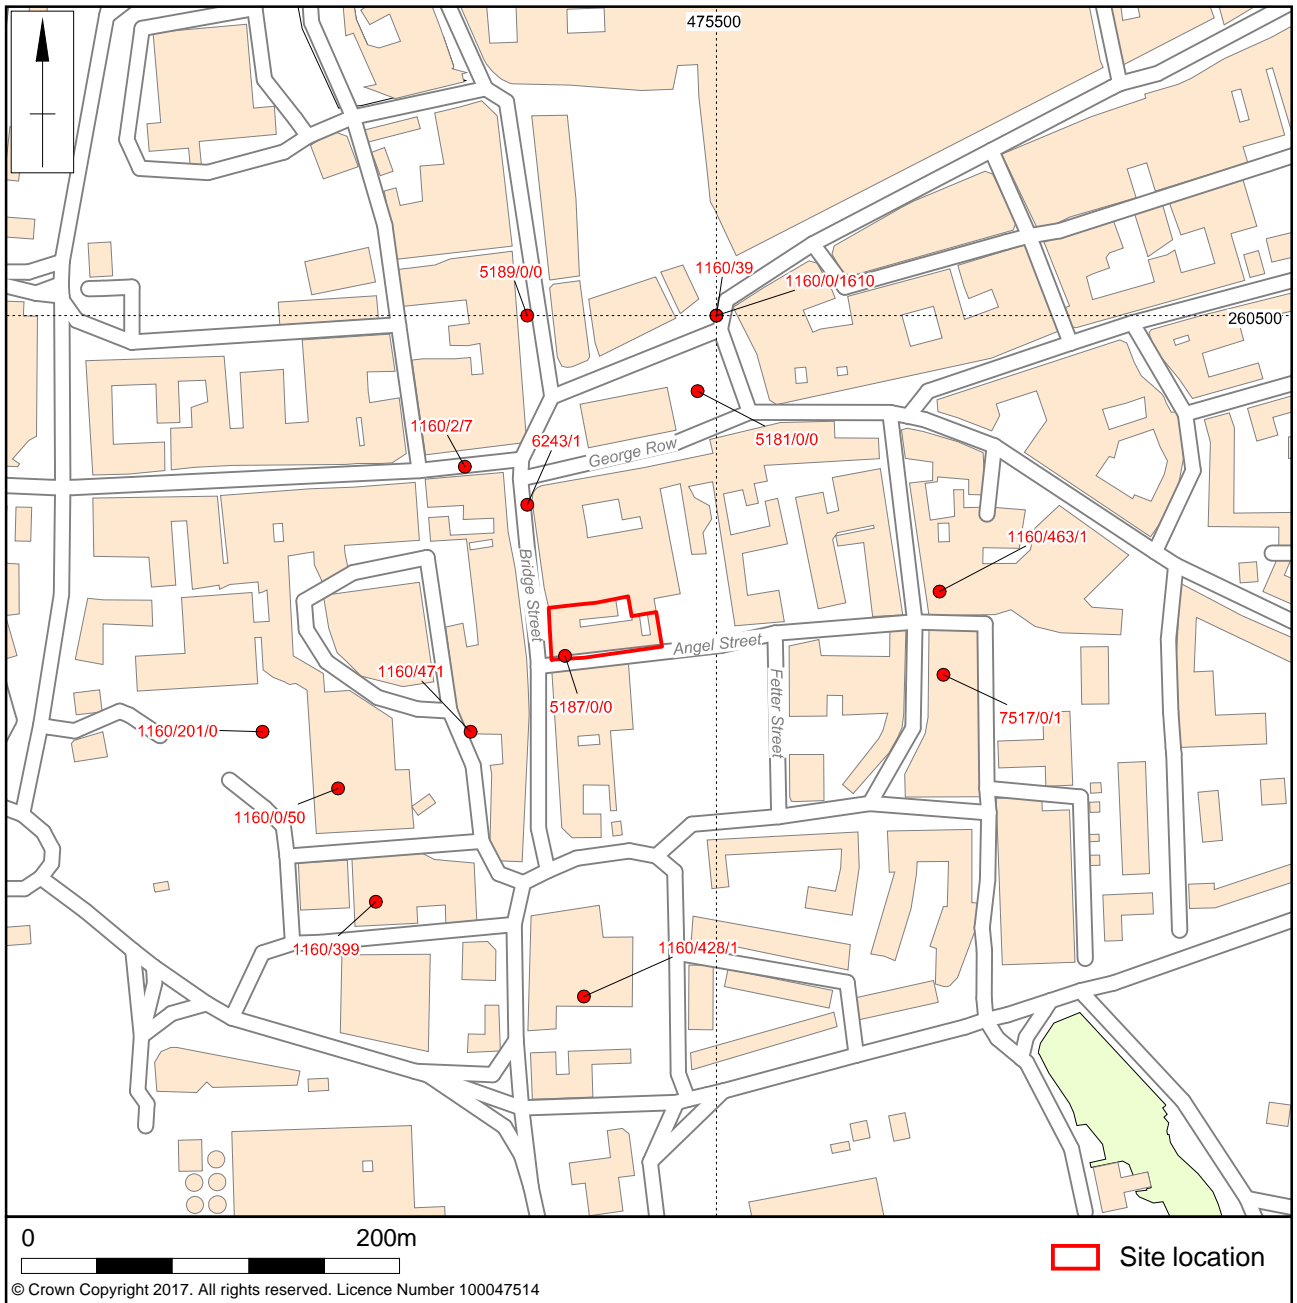 475500
1160/39
5189/0/0
1160/0/1610
260500
1160/2/7
6243/1
George Row
5181/0/0
1160/463/1
Bridge Street
Angel Street
1160/471
5187/0/0
Fetter Street
7517/0/1
1160/201/0
1160/0/50
1160/399
1160/428/1
0 200m
Site location
© Crown Copyright 2017. All rights reserved. Licence Number 100047514